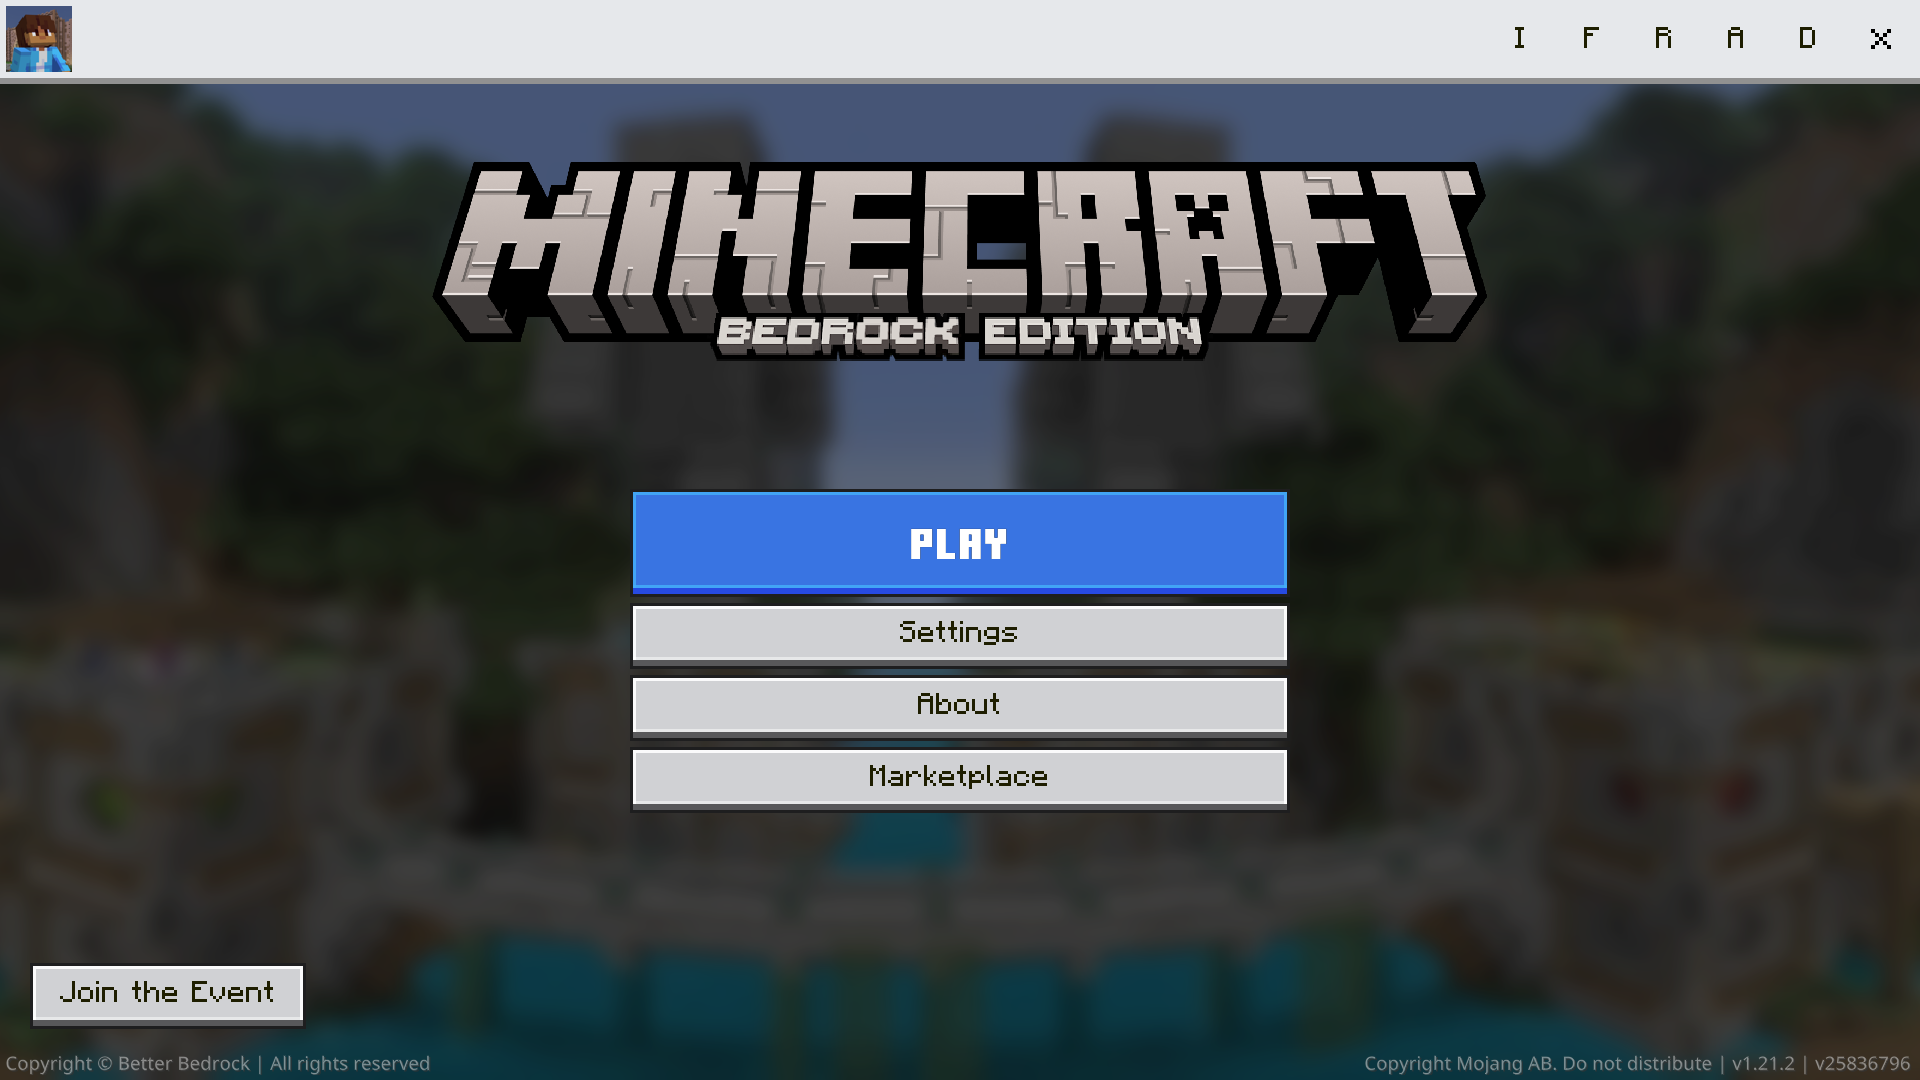 I F R A D X
MINECRAFT
BEDROCK EDITION
PLAY
Settings
About
Marketplace
Join the Event
Copyright © Better Bedrock | All rights reserved
Copyright Mojang AB. Do not distribute | v1.21.2 | v25836796